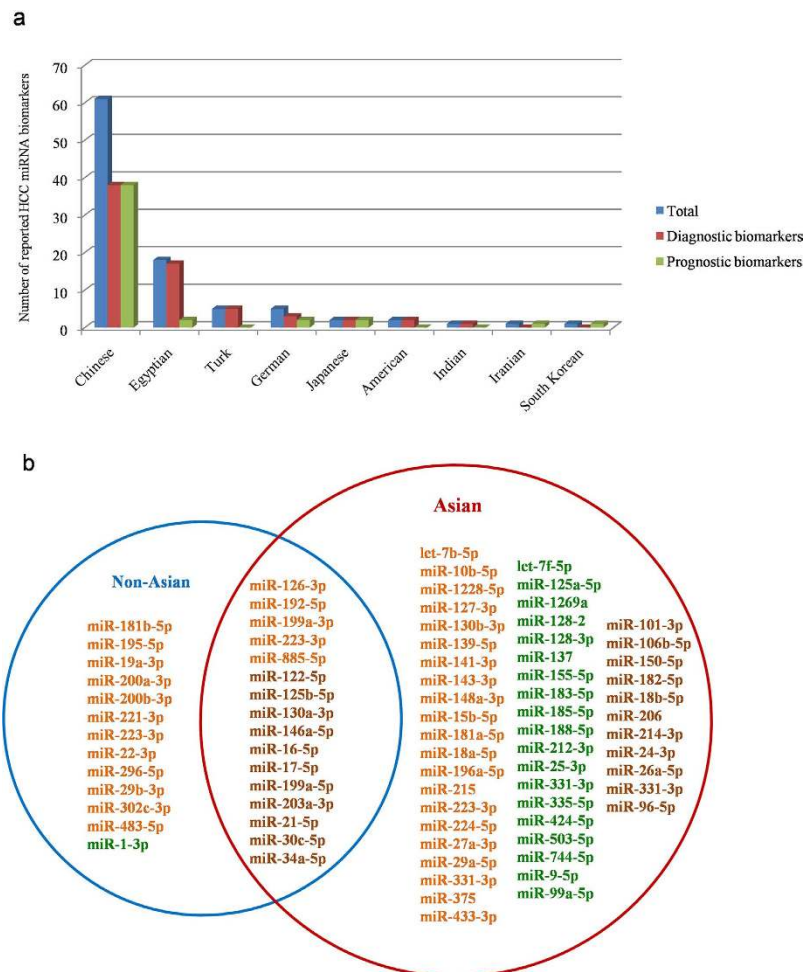 a
Number of reported HCC miRNA biomarkers
70
60
50
40
30
20
10
0
Chinese
Egyptian
Turk
German
Japanese
American
Indian
Iranian
South Korean
Total
Diagnostic biomarkers
Prognostic biomarkers
b
Non-Asian
miR-181b-5p
miR-195-5p
miR-19a-3p
miR-200a-3p
miR-200b-3p
miR-221-3p
miR-223-3p
miR-22-3p
miR-296-5p
miR-29b-3p
miR-302c-3p
miR-483-5p
miR-1-3p
miR-126-3p
miR-192-5p
miR-199a-3p
miR-223-3p
miR-885-5p
miR-122-5p
miR-125b-5p
miR-130a-3p
miR-146a-5p
miR-16-5p
miR-17-5p
miR-199a-5p
miR-203a-3p
miR-21-5p
miR-30c-5p
miR-34a-5p
Asian
let-7b-5p
miR-10b-5p
miR-1228-5p
miR-127-3p
miR-130b-3p
miR-139-5p
miR-141-3p
miR-143-3p
miR-148a-3p
miR-15b-5p
miR-181a-5p
miR-18a-5p
miR-196a-5p
miR-215
miR-223-3p
miR-224-5p
miR-27a-3p
miR-29a-5p
miR-331-3p
miR-375
miR-433-3p
let-7f-5p
miR-125a-5p
miR-1269a
miR-128-2
miR-128-3p
miR-137
miR-155-5p
miR-183-5p
miR-185-5p
miR-188-5p
miR-212-3p
miR-25-3p
miR-331-3p
miR-335-5p
miR-424-5p
miR-503-5p
miR-744-5p
miR-9-5p
miR-99a-5p
miR-101-3p
miR-106b-5p
miR-150-5p
miR-182-5p
miR-18b-5p
miR-206
miR-214-3p
miR-24-3p
miR-26a-5p
miR-331-3p
miR-96-5p